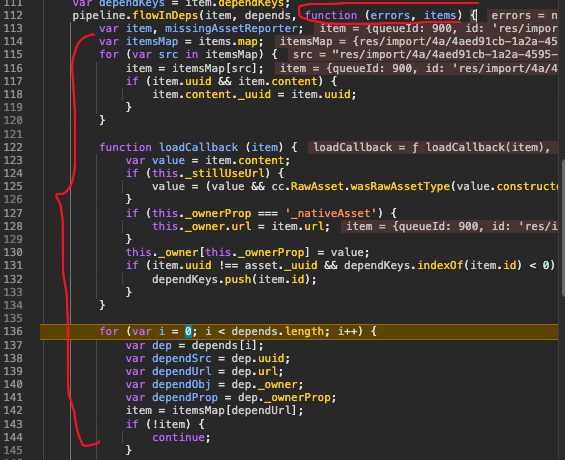 111 var dependKeys = item.dependKeys;
112 pipeline.flowInDeps(item, depends, function (errors, items) { errors = n
113 var item, missingAssetReporter; item = {queueId: 900, id: 'res/impor
114 var itemsMap = items.map; itemsMap = {res/import/4a/4aed91cb-1a2a-45
115 for (var src in itemsMap) { src = "res/import/4a/4aed91cb-1a2a-4595-
116 item = itemsMap[src]; item = {queueId: 900, id: 'res/import/4a/4
117 if (item.uuid && item.content) {
118 item.content._uuid = item.uuid;
119 }
120 }
121
122 function loadCallback (item) { loadCallback = ƒ loadCallback(item),
123 var value = item.content;
124 if (this._stillUseUrl) {
125 value = (value && cc.RawAsset.wasRawAssetType(value.constructo
126 }
127 if (this._ownerProp === '_nativeAsset') {
128 this._owner.url = item.url; item = {queueId: 900, id: 'res/i
129 }
130 this._owner[this._ownerProp] = value;
131 if (item.uuid !== asset._uuid && dependKeys.indexOf(item.id) < 0)
132 dependKeys.push(item.id);
133 }
134 }
135
136 for (var i = 0; i < depends.length; i++) {
137 var dep = depends[i];
138 var dependSrc = dep.uuid;
139 var dependUrl = dep.url;
140 var dependObj = dep._owner;
141 var dependProp = dep._ownerProp;
142 item = itemsMap[dependUrl];
143 if (!item) {
144 continue;
145 }